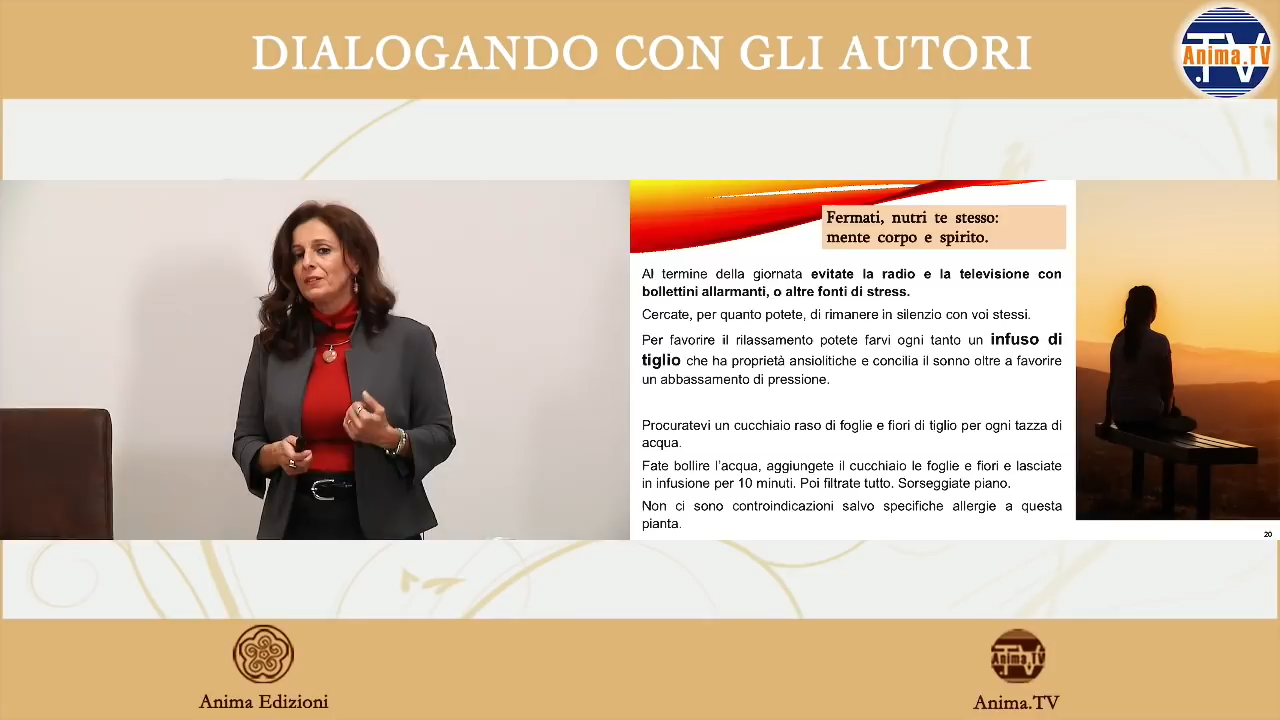 DIALOGANDO CON GLI AUTORI
Anima.TV
TV
Fermati, nutri te stesso:
mente corpo e spirito.
Al termine della giornata evitate la radio e la televisione con
bollettini allarmanti, o altre fonti di stress.
Cercate, per quanto potete, di rimanere in silenzio con voi stessi.
Per favorire il rilassamento potete farvi ogni tanto un infuso di
tiglio che ha proprietà ansiolitiche e concilia il sonno oltre a favorire
un abbassamento di pressione.
Procuratevi un cucchiaio raso di foglie e fiori di tiglio per ogni tazza di
acqua.
Fate bollire l'acqua, aggiungete il cucchiaio le foglie e fiori e lasciate
in infusione per 10 minuti. Poi filtrate tutto. Sorseggiate piano.
Non ci sono controindicazioni salvo specifiche allergie a questa
pianta.
20
Anima Edizioni
Anima.TV
TV
Anima.TV